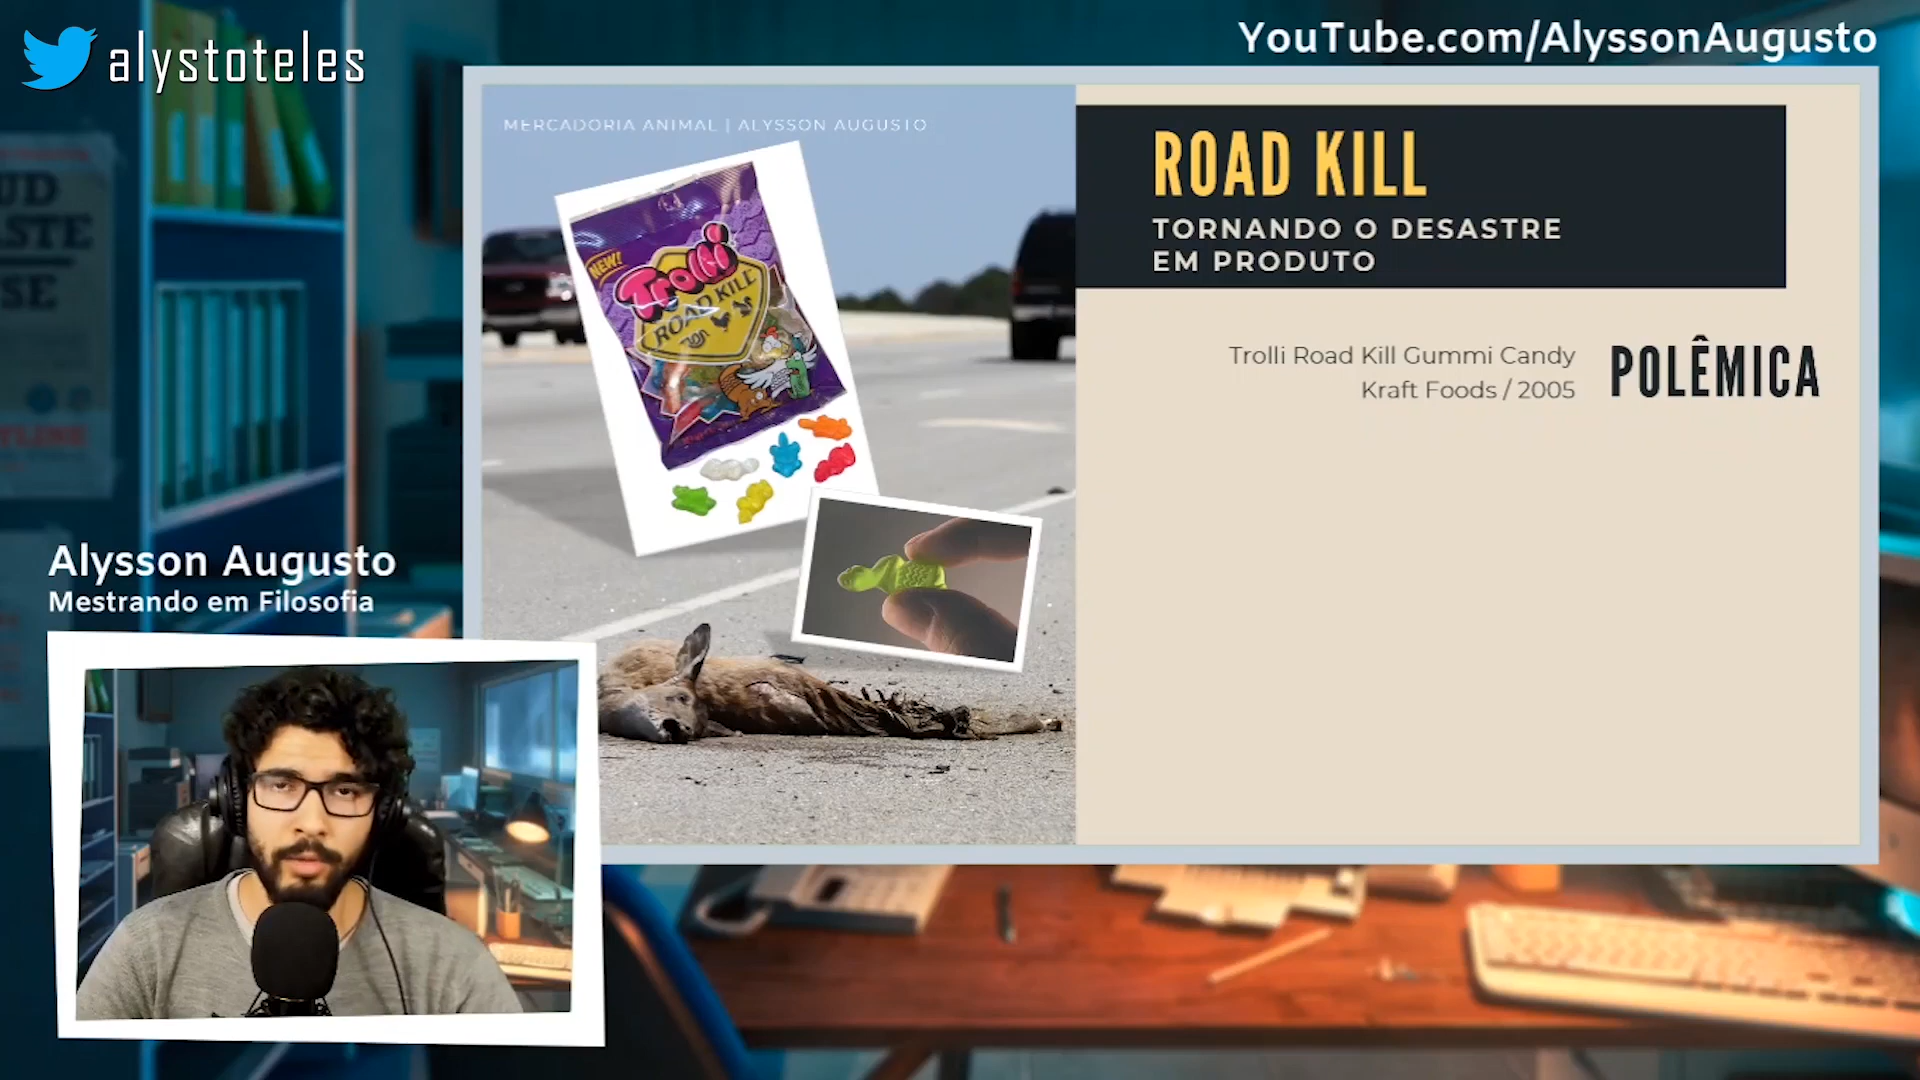 alystoteles
YouTube.com/AlyssonAugusto
MERCADORIA ANIMAL | ALYSSON AUGUSTO
ROAD KILL
TORNANDO O DESASTRE
EM PRODUTO
Trolli Road Kill Gummi Candy
Kraft Foods / 2005
POLÊMICA
NEW!
Trolli
ROAD KILL
Alysson Augusto
Mestrando em Filosofia